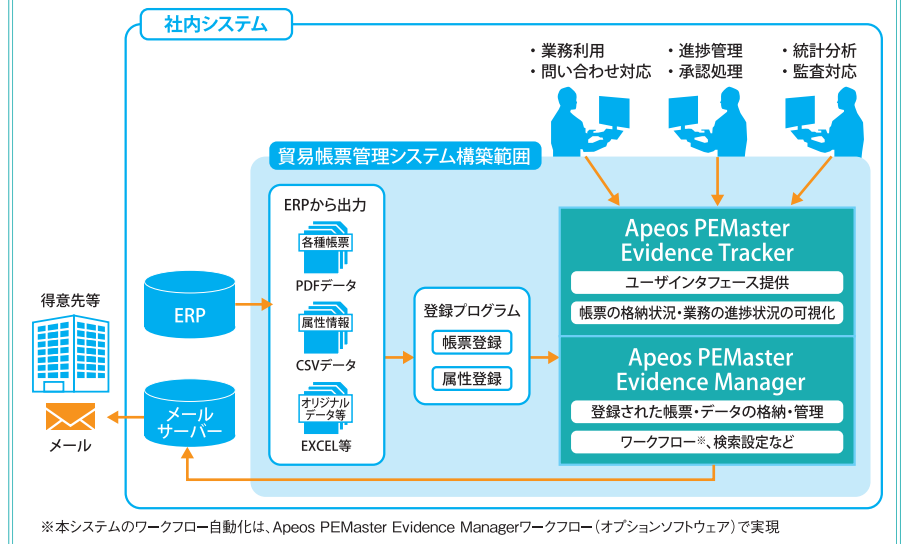 社内システム
・業務利用
・問い合わせ対応
・進捗管理
・承認処理
・統計分析
・監査対応
貿易帳票管理システム構築範囲
ERPから出力
各種帳票
PDFデータ
属性情報
CSVデータ
オリジナル
データ等
EXCEL等
得意先等
メール
ERP
メール
サーバー
登録プログラム
帳票登録
属性登録
Apeos PEMaster
Evidence Tracker
ユーザインタフェース提供
帳票の格納状況・業務の進捗状況の可視化
Apeos PEMaster
Evidence Manager
登録された帳票・データの格納・管理
ワークフロー※、検索設定など
※本システムのワークフロー自動化は、Apeos PEMaster Evidence Managerワークフロー（オプションソフトウェア）で実現